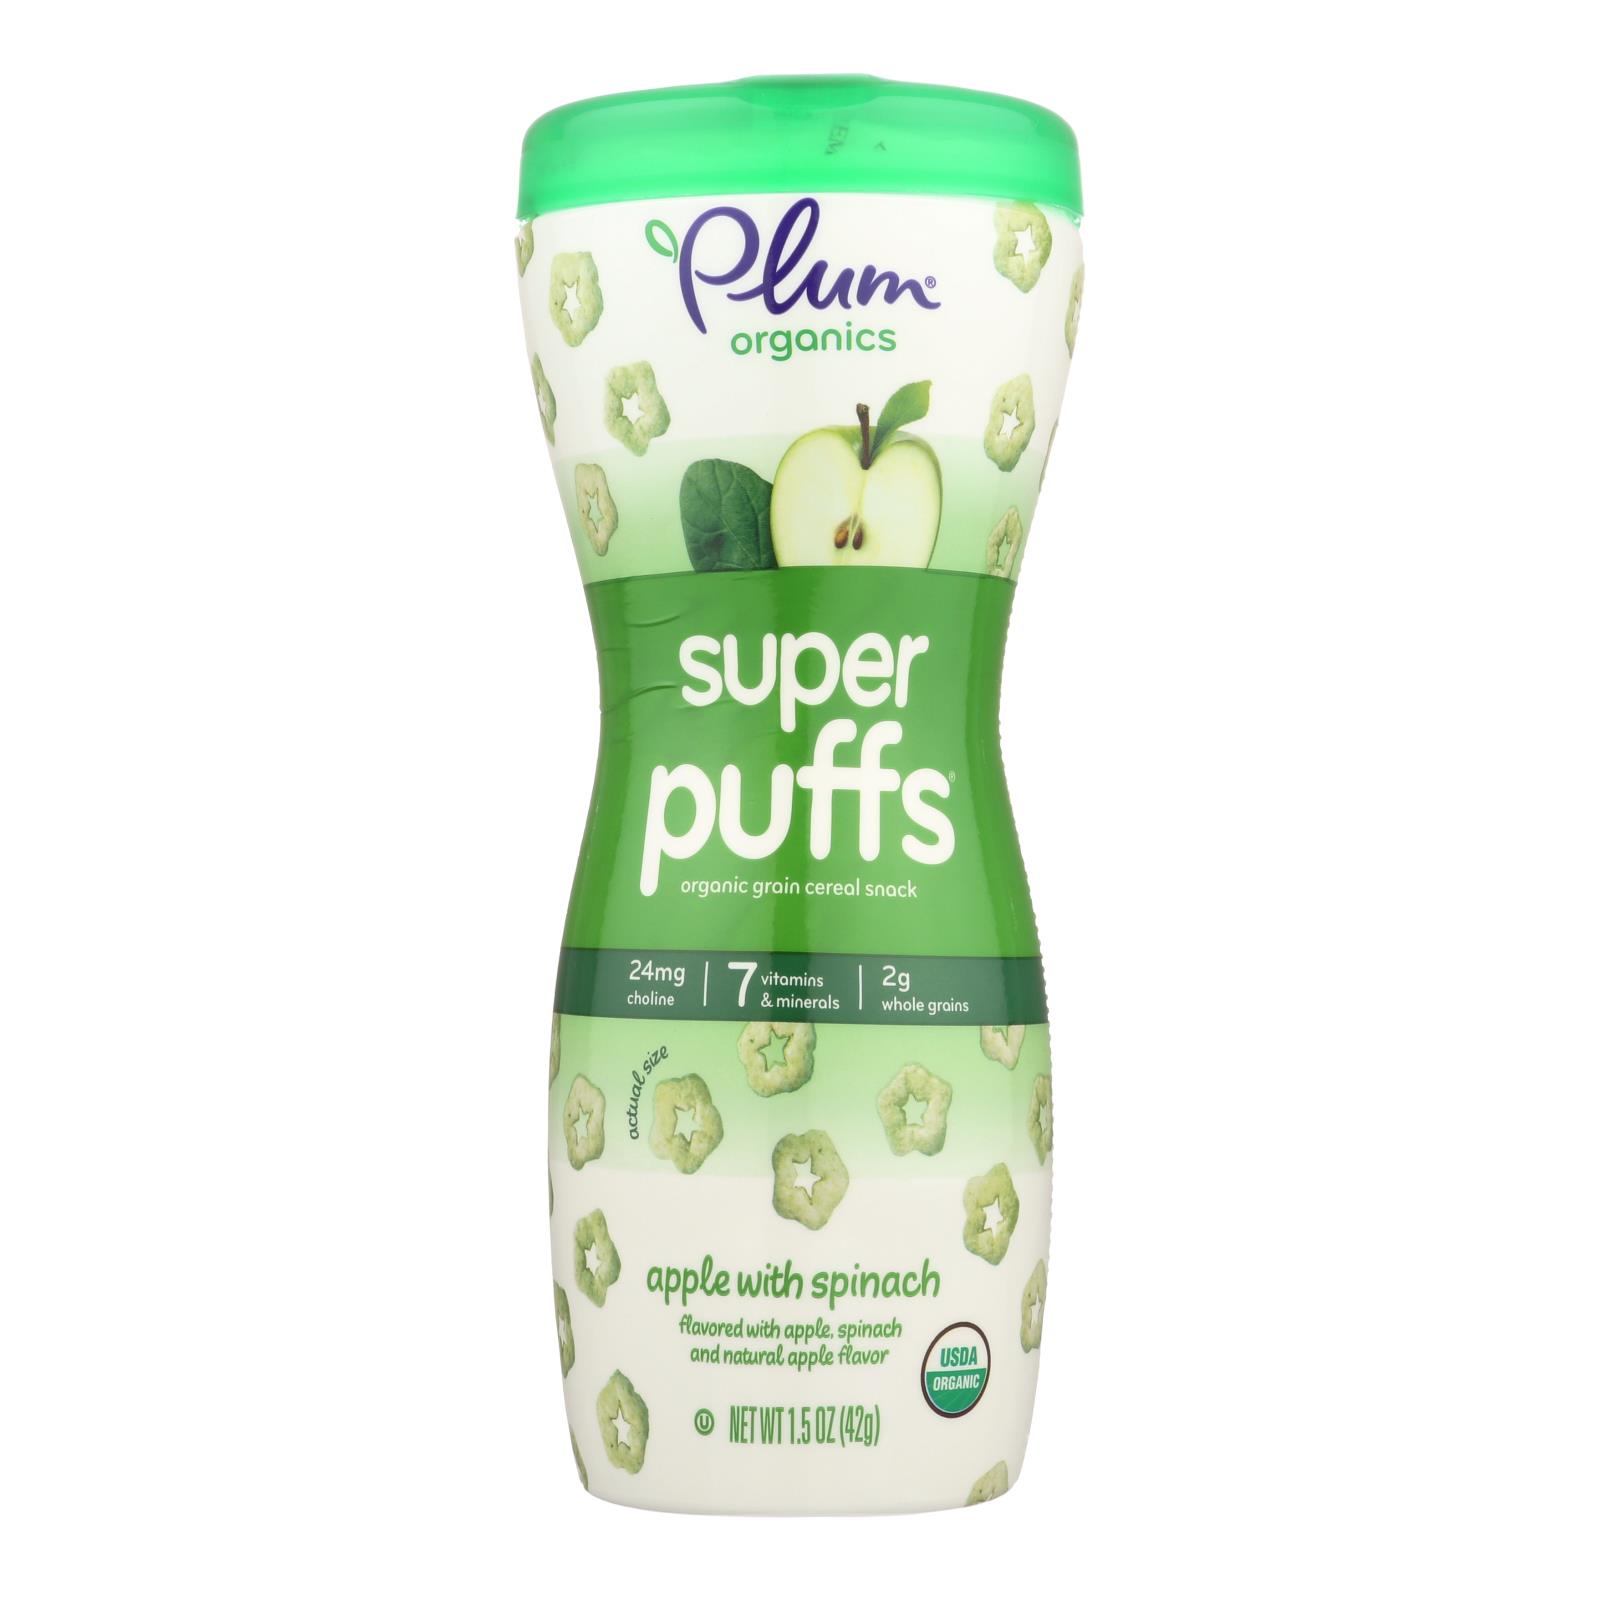 Plum®
organics
super
puffs®
organic grain cereal snack
24mg
choline
7 vitamins
& minerals
2g
whole grains
actual size
apple with spinach
flavored with apple, spinach
and natural apple flavor
USDA
ORGANIC
U NET WT 1.5 OZ (42g)